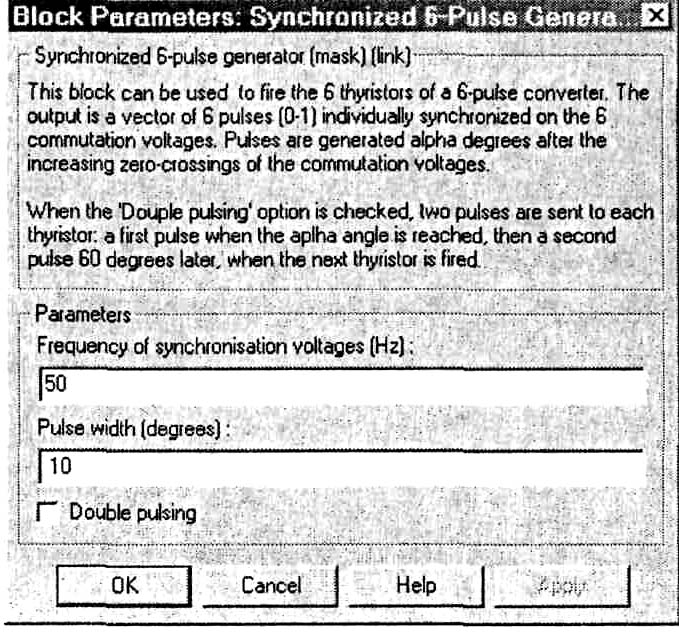 Block Parameters: Synchronized 6-Pulse Genera...
Synchronized 6-pulse generator (mask) (link)
This block can be used to fire the 6 thyristors of a 6-pulse converter. The
output is a vector of 6 pulses (0-1) individually synchronized on the 6
commutation voltages. Pulses are generated alpha degrees after the
increasing zero-crossings of the commutation voltages.
When the 'Douple pulsing' option is checked, two pulses are sent to each
thyristor: a first pulse when the aplha angle is reached, then a second
pulse 60 degrees later, when the next thyristor is fired.
Parameters
Frequency of synchronisation voltages (Hz) :
50
Pulse width (degrees) :
10
Double pulsing
OK Cancel Help Apply